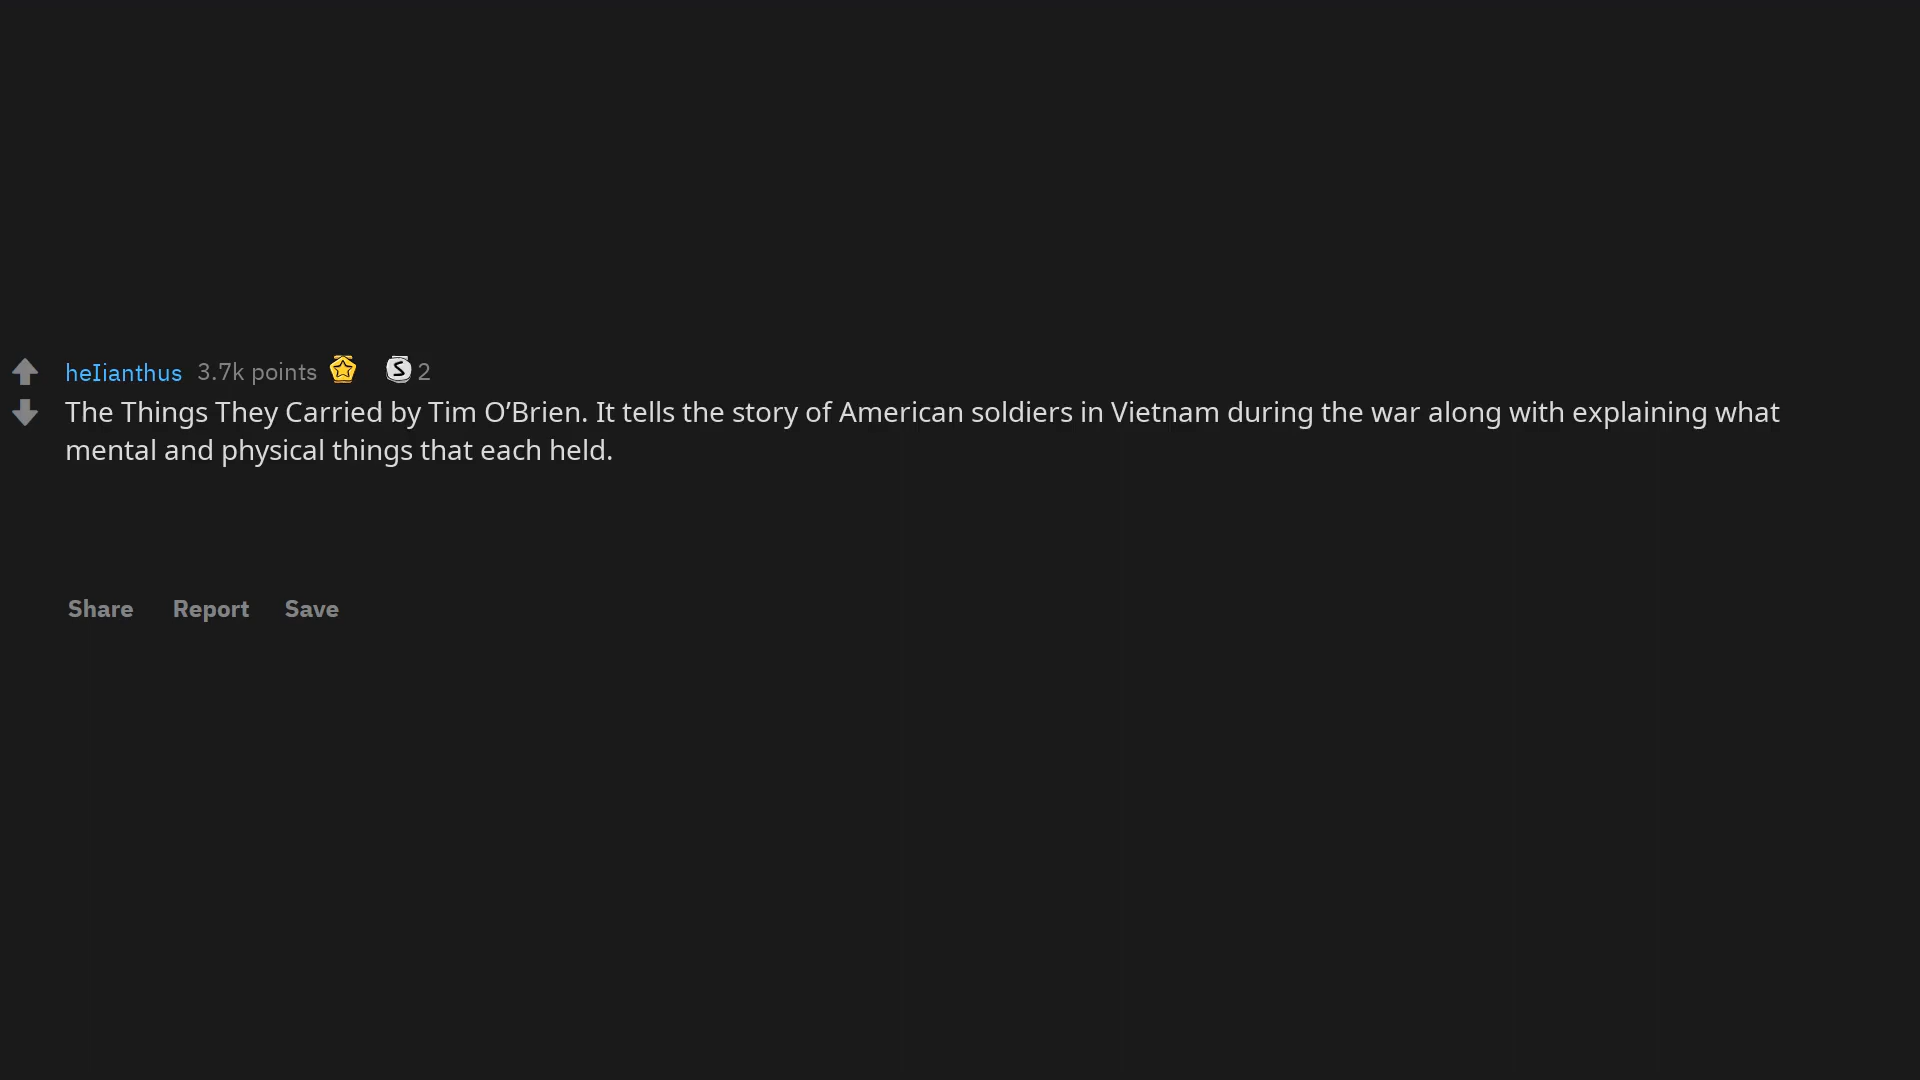 heIianthus 3.7k points 2
The Things They Carried by Tim O’Brien. It tells the story of American soldiers in Vietnam during the war along with explaining what
mental and physical things that each held.
Share Report Save